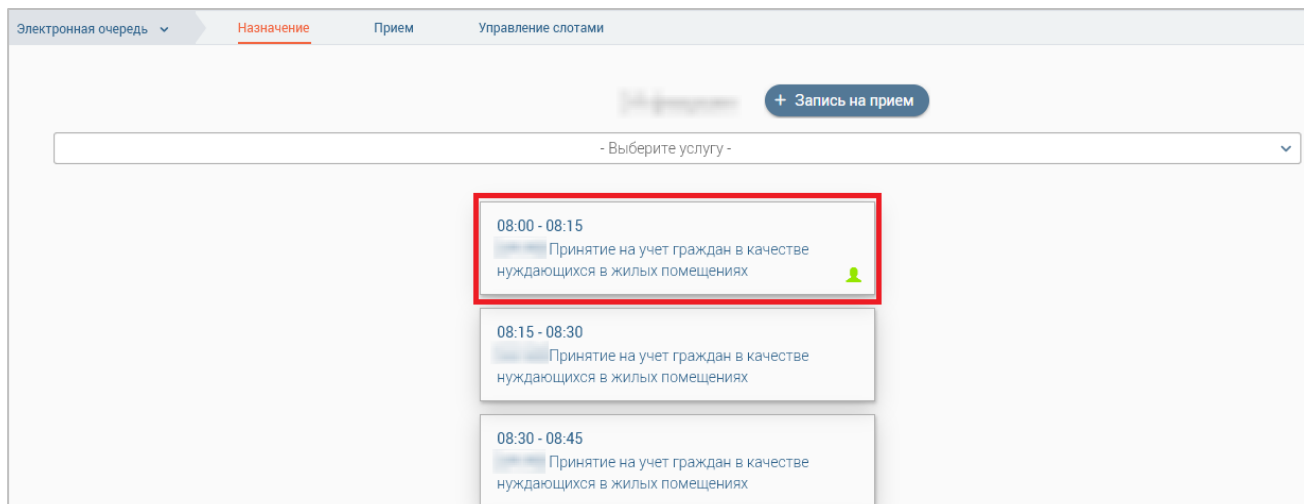 Электронная очередь Назначение Прием Управление слотами
+ Запись на прием
- Выберите услугу -
08:00 - 08:15
Принятие на учет граждан в качестве
нуждающихся в жилых помещениях
08:15 - 08:30
Принятие на учет граждан в качестве
нуждающихся в жилых помещениях
08:30 - 08:45
Принятие на учет граждан в качестве
нуждающихся в жилых помещениях